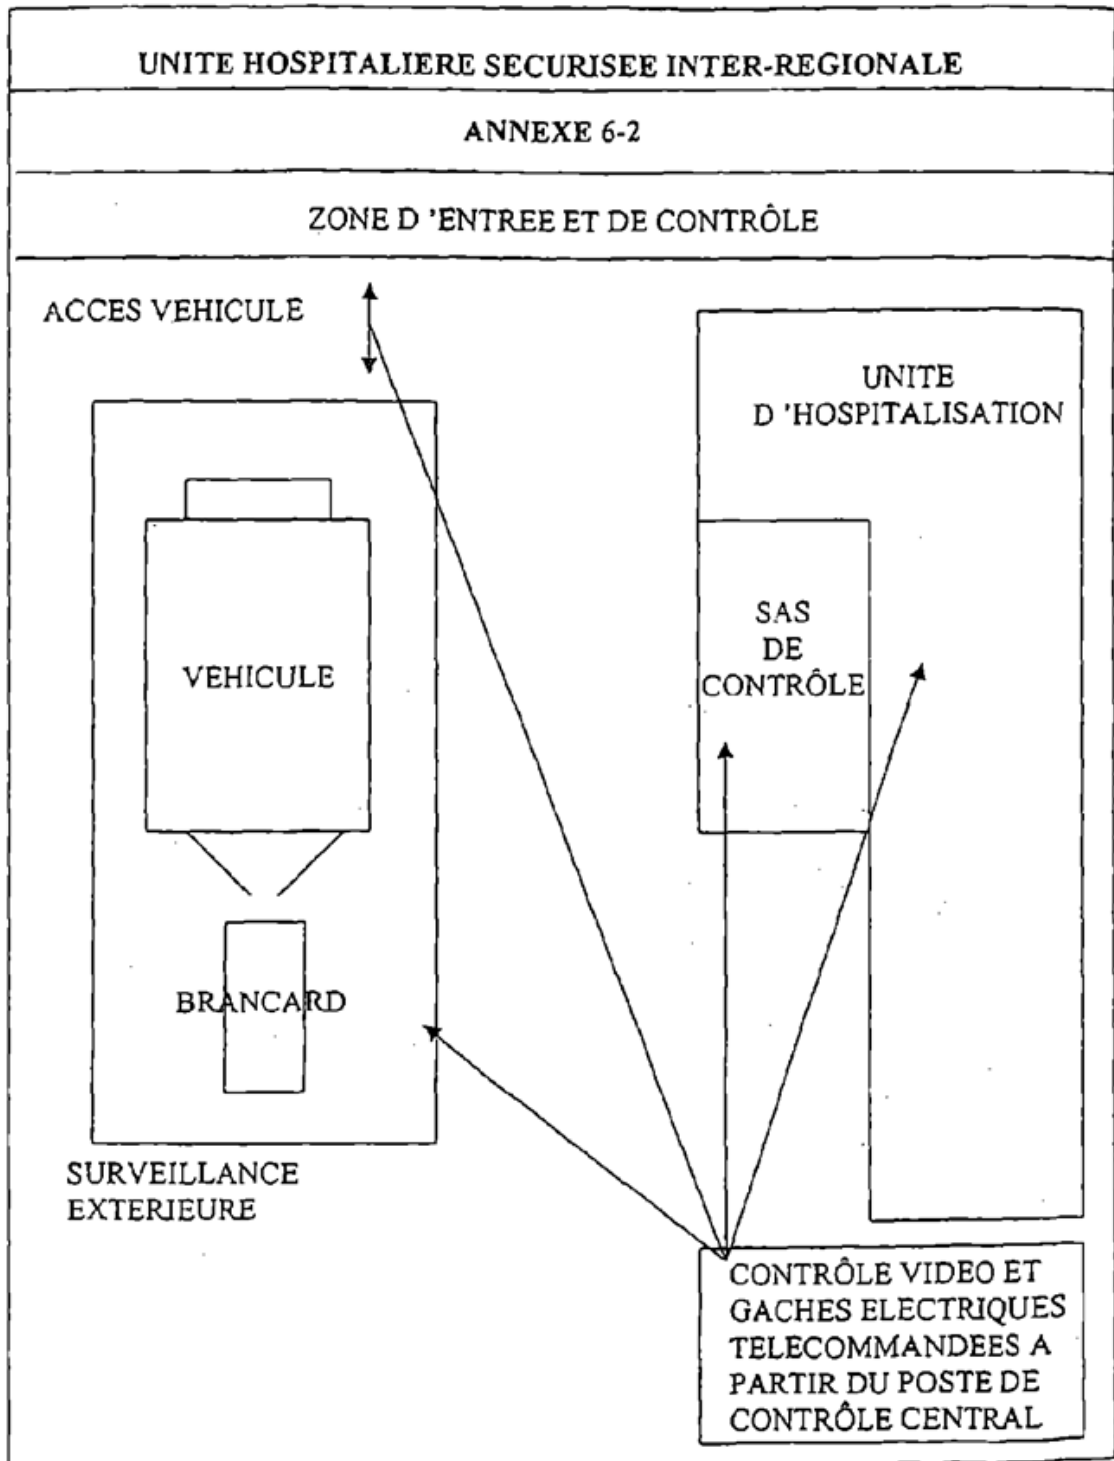 UNITE HOSPITALIERE SECURISEE INTER-REGIONALE
ANNEXE 6-2
ZONE D 'ENTREE ET DE CONTRÔLE
ACCES VEHICULE
UNITE
D 'HOSPITALISATION
SAS
DE
CONTRÔLE
VEHICULE
BRANCARD
SURVEILLANCE
EXTERIEURE
CONTRÔLE VIDEO ET
GACHES ELECTRIQUES
TELECOMMANDEES A
PARTIR DU POSTE DE
CONTRÔLE CENTRAL